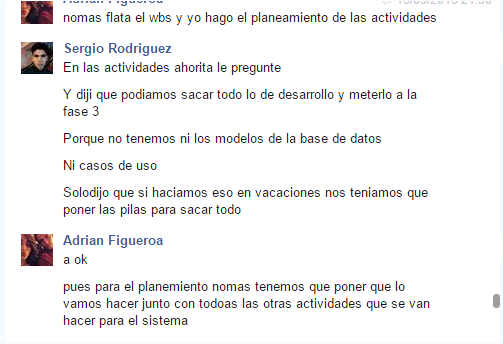 Adrian Figueroa
nomas flata el wbs y yo hago el planeamiento de las actividades
Sergio Rodriguez
En las actividades ahorita le pregunte
Y diji que podiamos sacar todo lo de desarrollo y meterlo a la
fase 3
Porque no tenemos ni los modelos de la base de datos
Ni casos de uso
Solodijo que si haciamos eso en vacaciones nos teniamos que
poner las pilas para sacar todo
Adrian Figueroa
a ok
pues para el planemiento nomas tenemos que poner que lo
vamos hacer junto con todoas las otras actividades que se van
hacer para el sistema